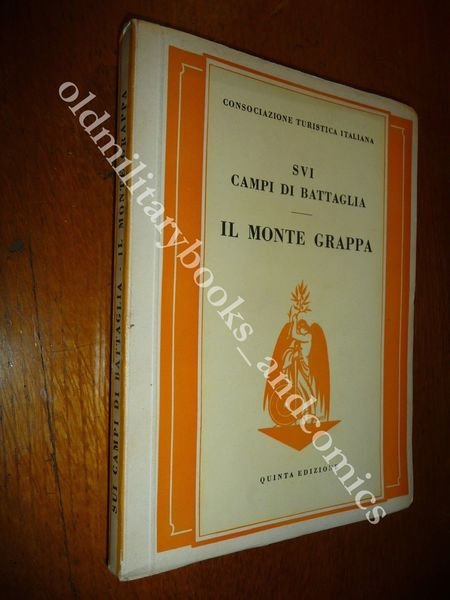 CONSOCIAZIONE TURISTICA ITALIANA
SVI
CAMPI DI BATTAGLIA
IL MONTE GRAPPA
QUINTA EDIZIONE
SUI CAMPI DI BATTAGLIA - IL MONTE GRAPPA
oldmilitarybooks_andcomics